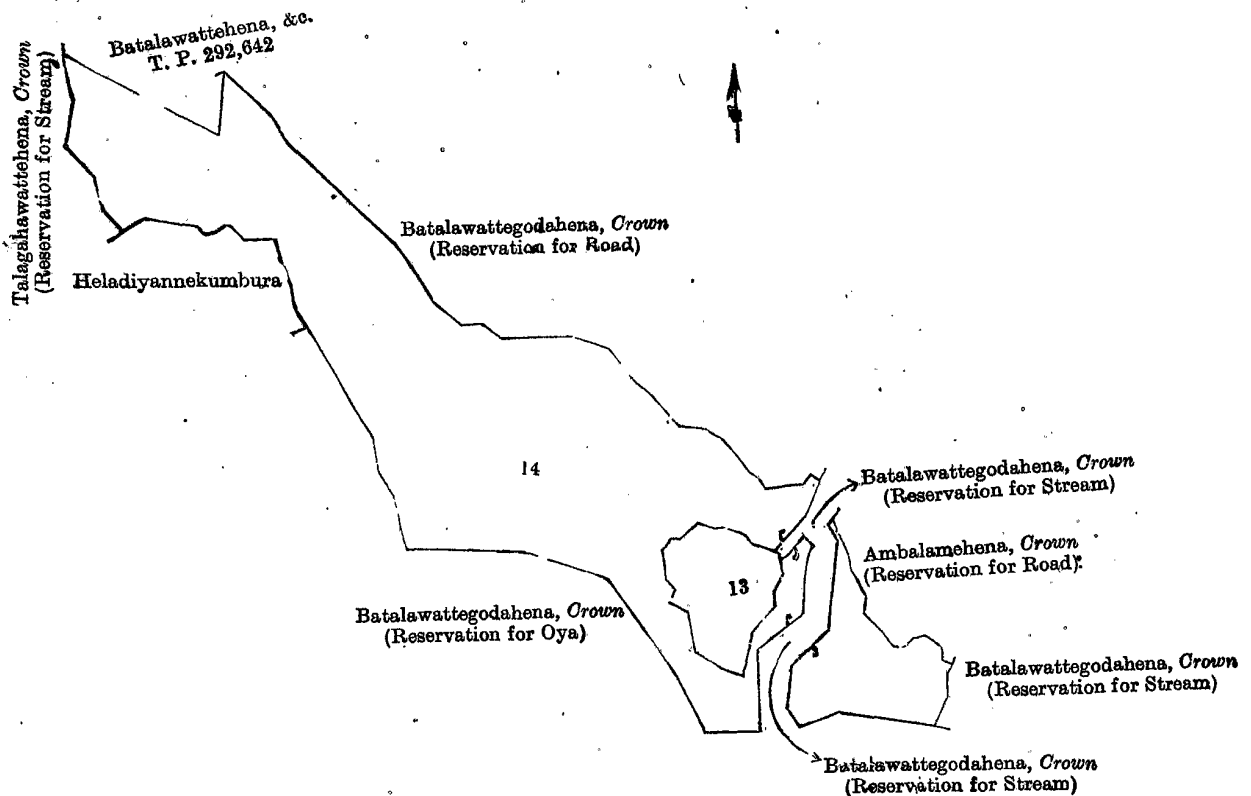 Batalawattehena, &c.
T. P. 292,642
Talagahawattehena, Crown
(Reservation for Stream)
Batalawattegodahena, Crown
(Reservation for Road)
Heladiyannekumbura
14
Batalawattegodahena, Crown
(Reservation for Stream)
Ambalamehena, Crown
(Reservation for Road)
13
Batalawattegodahena, Crown
(Reservation for Oya)
Batalawattegodahena, Crown
(Reservation for Stream)
Batalawattegodahena, Crown
(Reservation for Stream)